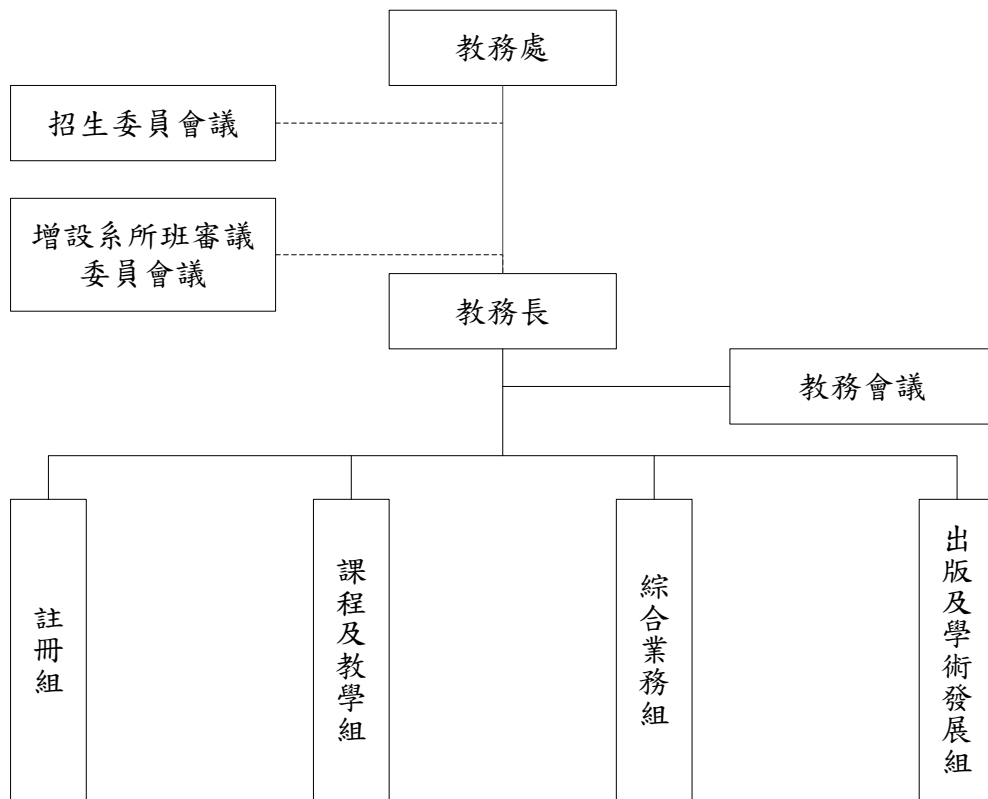 教務處
招生委員會議
增設系所班審議
委員會議
教務長
教務會議
註冊組
課程及教學組
綜合業務組
出版及學術發展組